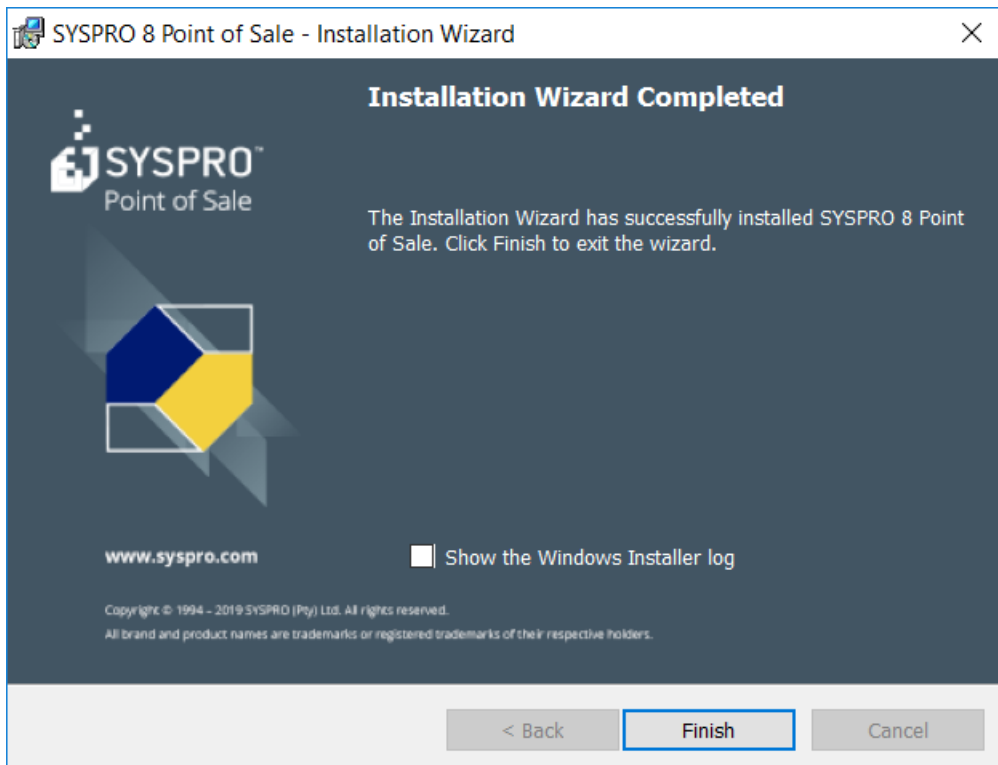 SYSPRO 8 Point of Sale - Installation Wizard
Installation Wizard Completed
SYSPRO™
Point of Sale
The Installation Wizard has successfully installed SYSPRO 8 Point
of Sale. Click Finish to exit the wizard.
www.syspro.com
Show the Windows Installer log
Copyright © 1994 – 2019 SYSPRO (Pty) Ltd. All rights reserved.
All brand and product names are trademarks or registered trademarks of their respective holders.
< Back Finish Cancel